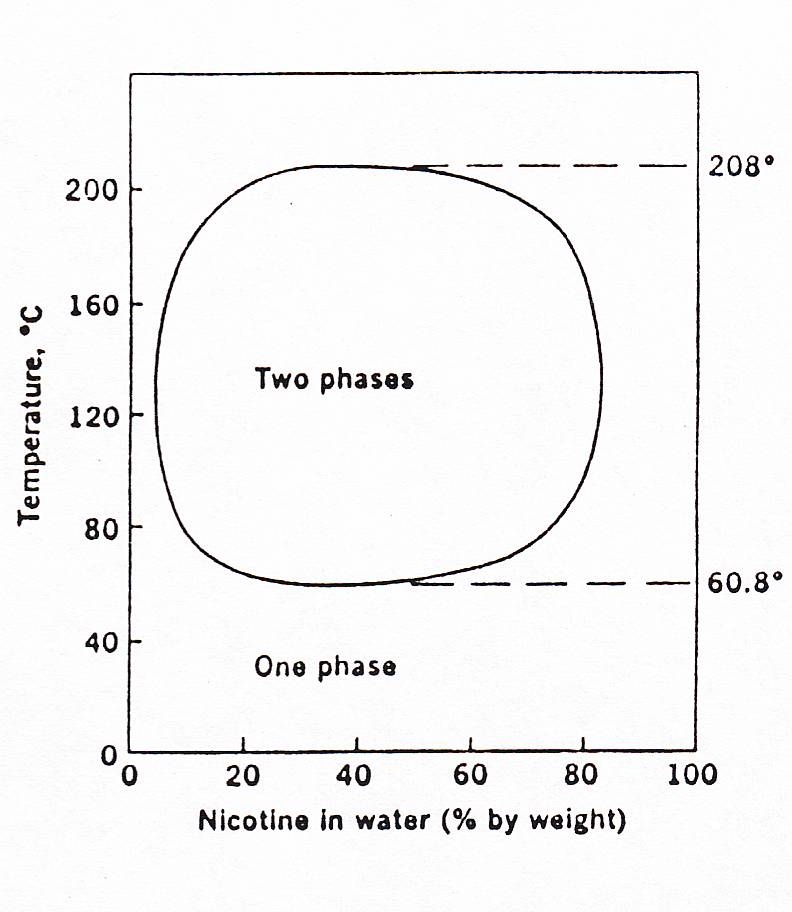 208°
200
160
Temperature, °C
Two phases
120
80
60.8°
40
One phase
0
0 20 40 60 80 100
Nicotine in water (% by weight)